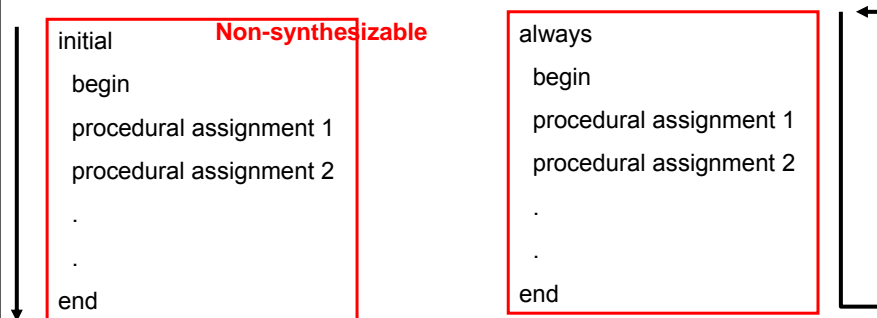 initial
Non-synthesizable
begin
procedural assignment 1
procedural assignment 2
.
.
end
always
begin
procedural assignment 1
procedural assignment 2
.
.
end